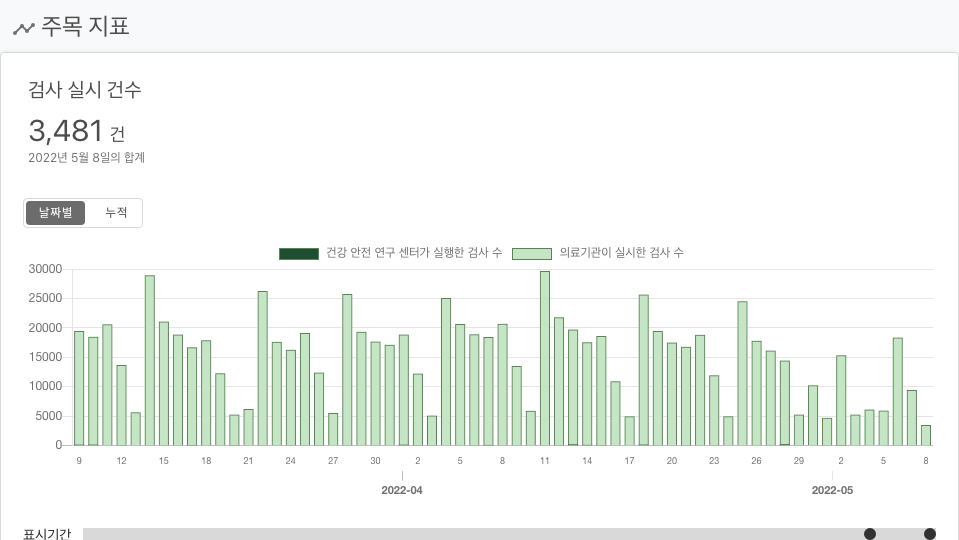 주목 지표
검사 실시 건수
3,481 건
2022년 5월 8일의 합계
날짜별 누적
건강 안전 연구 센터가 실행한 검사 수 의료기관이 실시한 검사 수
30000
25000
20000
15000
10000
5000
0
9 12 15 18 21 24 27 30 2 5 8 11 14 17 20 23 26 29 2 5 8
2022-04 2022-05
표시기간